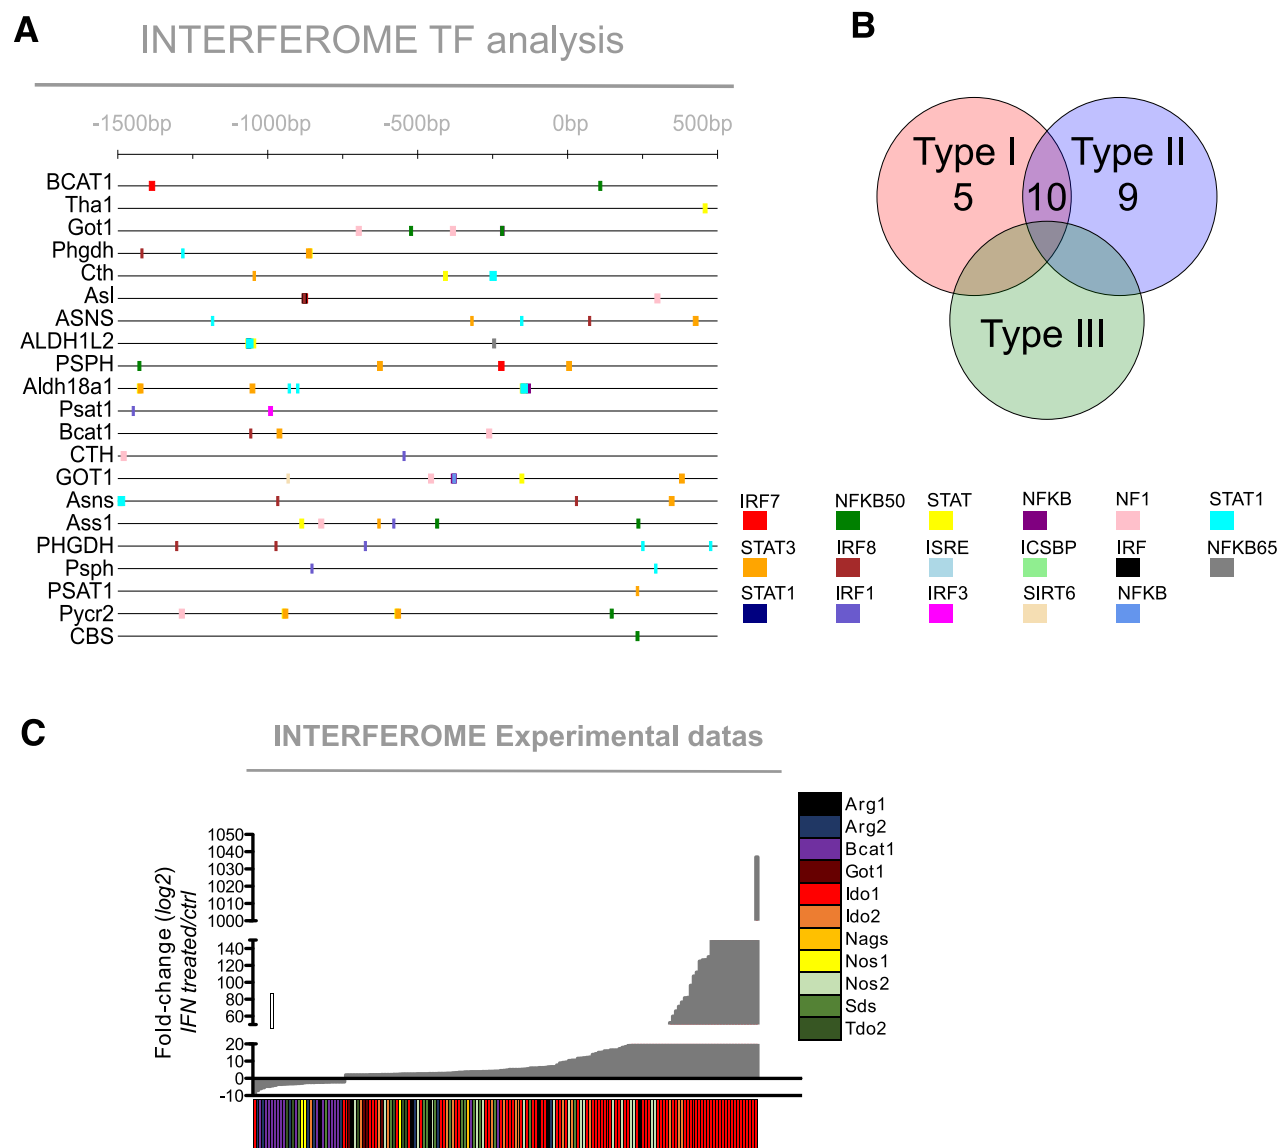 A
INTERFEROME TF analysis
-1500bp -1000bp -500bp 0bp 500bp
BCAT1
Tha1
Got1
Phgdh
Cth
Asl
ASNS
ALDH1L2
PSPH
Aldh18a1
Psat1
Bcat1
CTH
GOT1
Asns
Ass1
PHGDH
Psph
PSAT1
Pycr2
CBS
B
Type I
5
10
Type II
9
Type III
IRF7 NFKB50 STAT NFKB NF1 STAT1
STAT3 IRF8 ISRE ICSBP IRF NFKB65
STAT1 IRF1 IRF3 SIRT6 NFKB
C
INTERFEROME Experimental datas
Fold-change (log2)
IFN treated/ctrl
1050
1040
1030
1020
1010
1000
140
120
100
80
60
20
10
0
-10
Arg1
Arg2
Bcat1
Got1
Ido1
Ido2
Nags
Nos1
Nos2
Sds
Tdo2